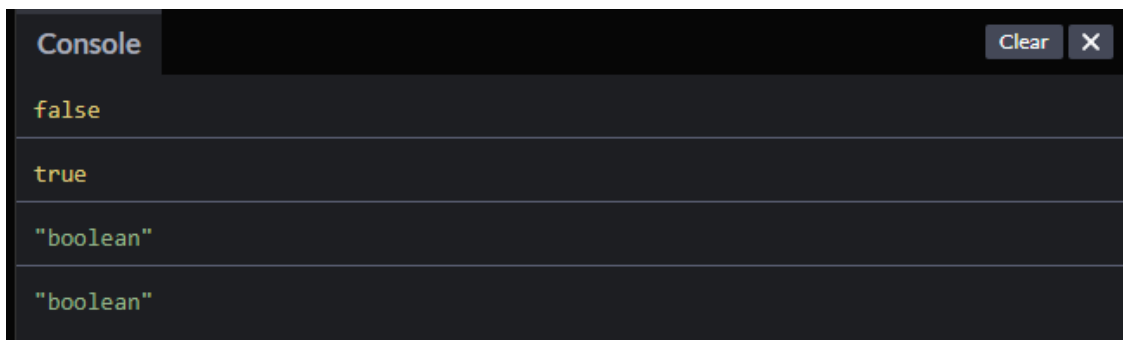 Console
Clear X
false
true
"boolean"
"boolean"